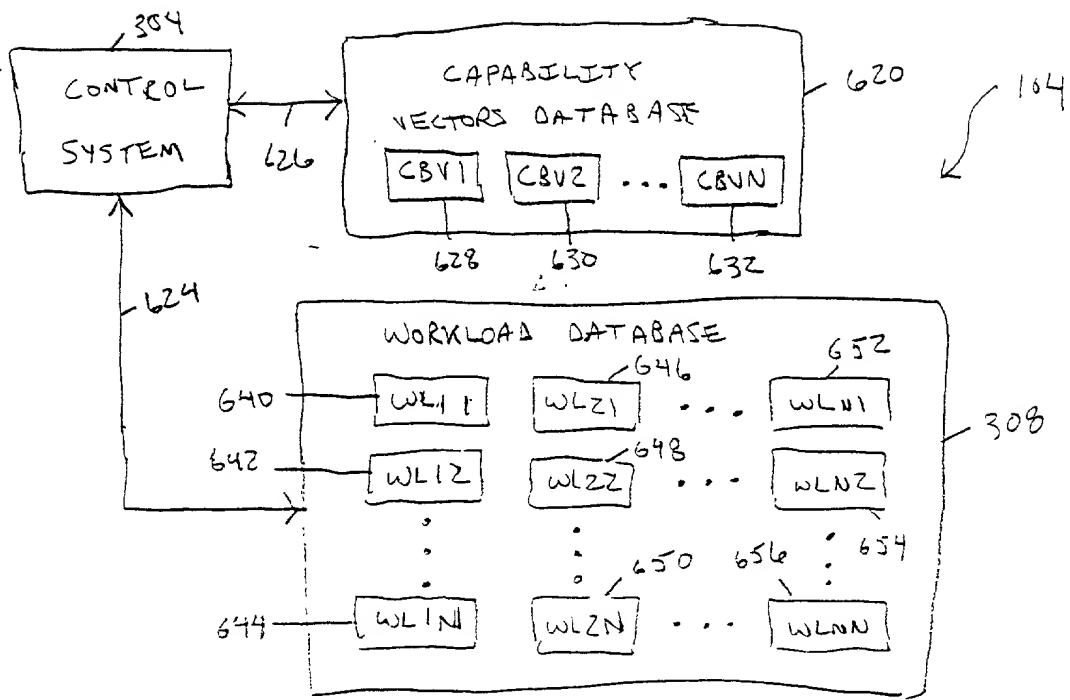 304
CONTROL
SYSTEM
626
CAPABILITY
VECTORS DATABASE
CBV1 CBV2 ... CBVN
628 630 632
620
104
624
WORKLOAD DATABASE
646 652
640 WL11 WL21 ... WLN1
308
648
642 WL12 WL22 ... WLN2
654
650 656
644 WL1N WL2N ... WLNN